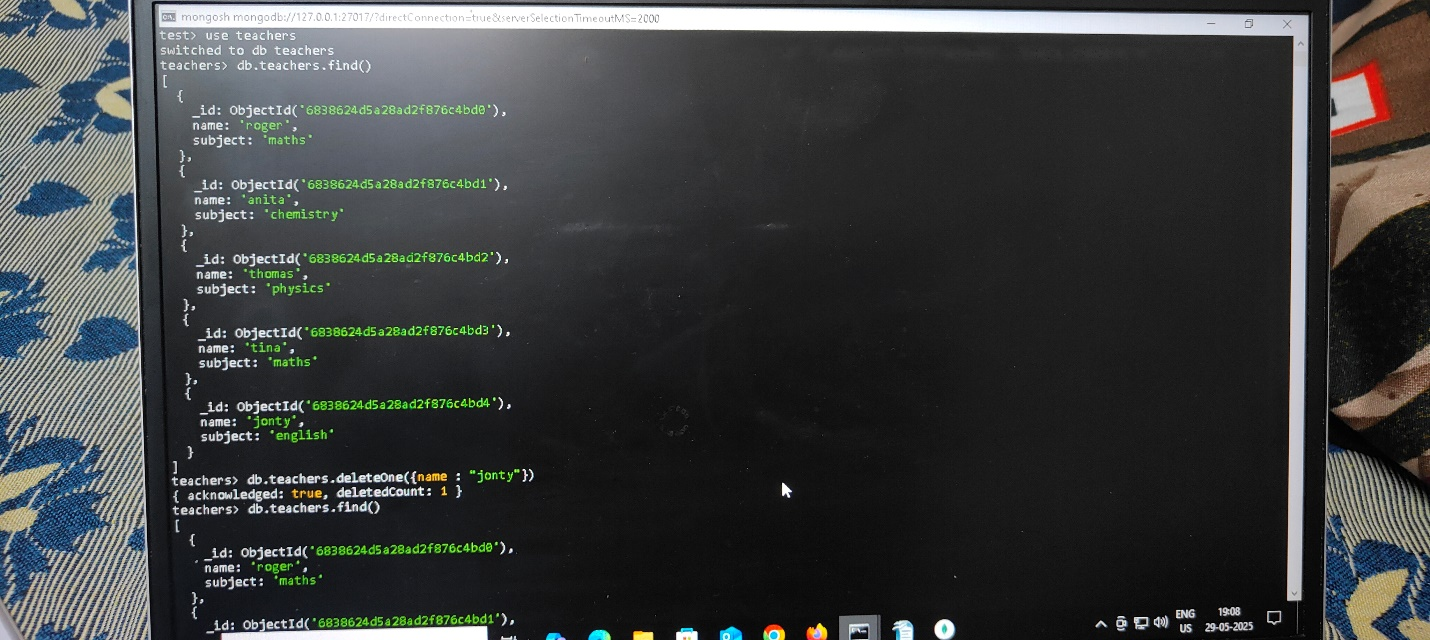 mongosh mongodb://127.0.0.1:27017/?directConnection=true&serverSelectionTimeoutMS=2000
test> use teachers
switched to db teachers
teachers> db.teachers.find()
[
{
_id: ObjectId('6838624d5a28ad2f876c4bd0'),
name: 'roger',
subject: 'maths'
},
{
_id: ObjectId('6838624d5a28ad2f876c4bd1'),
name: 'anita',
subject: 'chemistry'
},
{
_id: ObjectId('6838624d5a28ad2f876c4bd2'),
name: 'thomas',
subject: 'physics'
},
{
_id: ObjectId('6838624d5a28ad2f876c4bd3'),
name: 'tina',
subject: 'maths'
},
{
_id: ObjectId('6838624d5a28ad2f876c4bd4'),
name: 'jonty',
subject: 'english'
}
]
teachers> db.teachers.deleteOne({name : "jonty"})
{ acknowledged: true, deletedCount: 1 }
teachers> db.teachers.find()
[
{
_id: ObjectId('6838624d5a28ad2f876c4bd0'),
name: 'roger',
subject: 'maths'
},
{
_id: ObjectId('6838624d5a28ad2f876c4bd1'),
ENG
US
19:08
29-05-2025